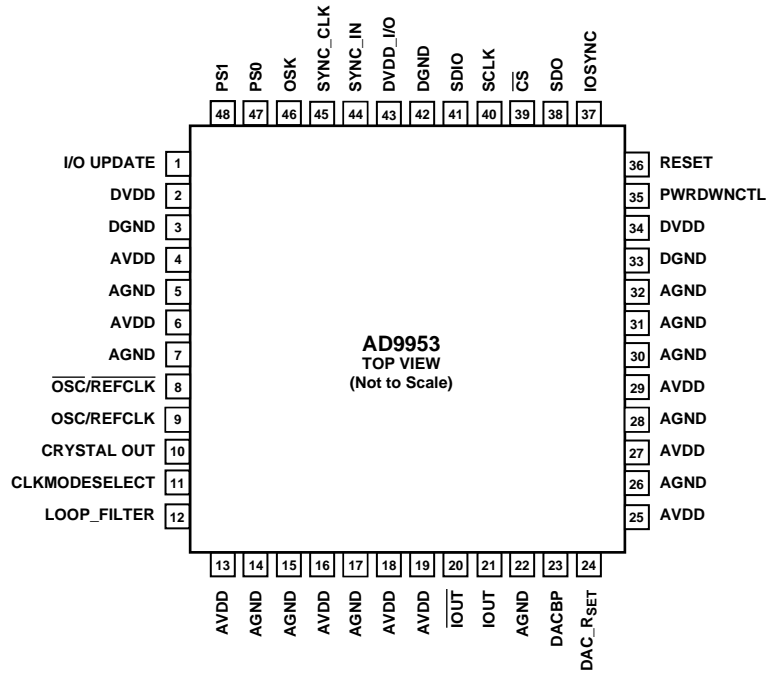 PS1
PS0
OSK
SYNC_CLK
SYNC_IN
DVDD_I/O
DGND
SDIO
SCLK
C̅S̅
SDO
IOSYNC
48 47 46 45 44 43 42 41 40 39 38 37
I/O UPDATE 1
DVDD 2
DGND 3
AVDD 4
AGND 5
AVDD 6
AGND 7
O̅S̅C̅/R̅E̅F̅C̅L̅K̅ 8
OSC/REFCLK 9
CRYSTAL OUT 10
CLKMODESELECT 11
LOOP_FILTER 12
AD9953
TOP VIEW
(Not to Scale)
36 RESET
35 PWRDWNCTL
34 DVDD
33 DGND
32 AGND
31 AGND
30 AGND
29 AVDD
28 AGND
27 AVDD
26 AGND
25 AVDD
13 14 15 16 17 18 19 20 21 22 23 24
AVDD
AGND
AGND
AVDD
AGND
AVDD
AVDD
I̅O̅U̅T̅
IOUT
AGND
DACBP
DAC_RSET